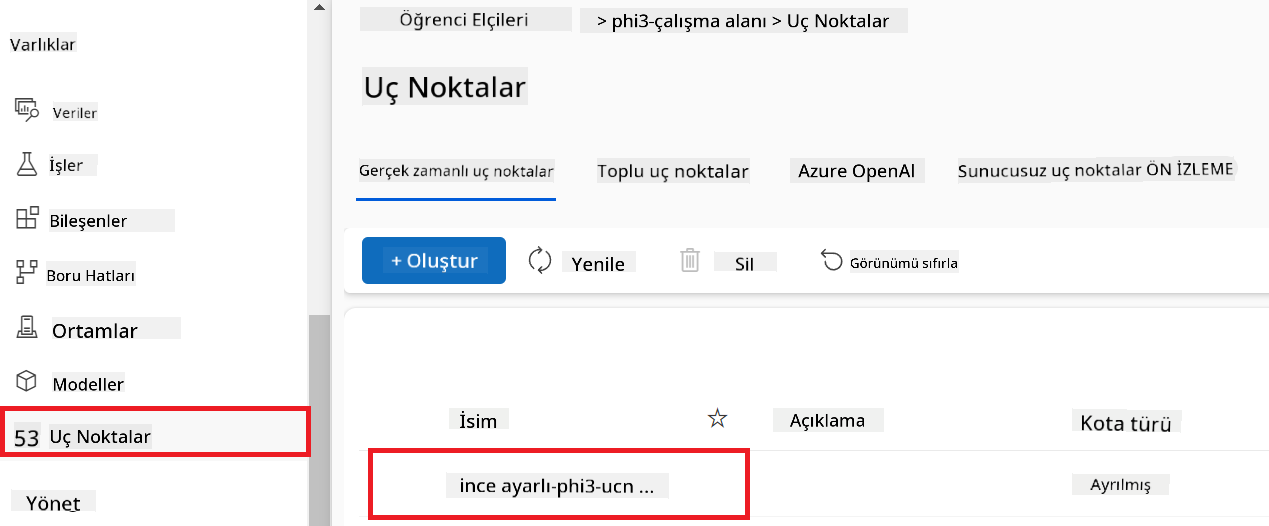 Varlıklar
Veriler
İşler
Bileşenler
Boru Hatları
Ortamlar
Modeller
53 Uç Noktalar
Yönet
Öğrenci Elçileri > phi3-çalışma alanı > Uç Noktalar
Uç Noktalar
Gerçek zamanlı uç noktalar Toplu uç noktalar Azure OpenAI Sunucusuz uç noktalar ÖN İZLEME
+ Oluştur Yenile Sil Görünümü sıfırla
İsim Açıklama Kota türü
ince ayarlı-phi3-ucn ... Ayrılmış